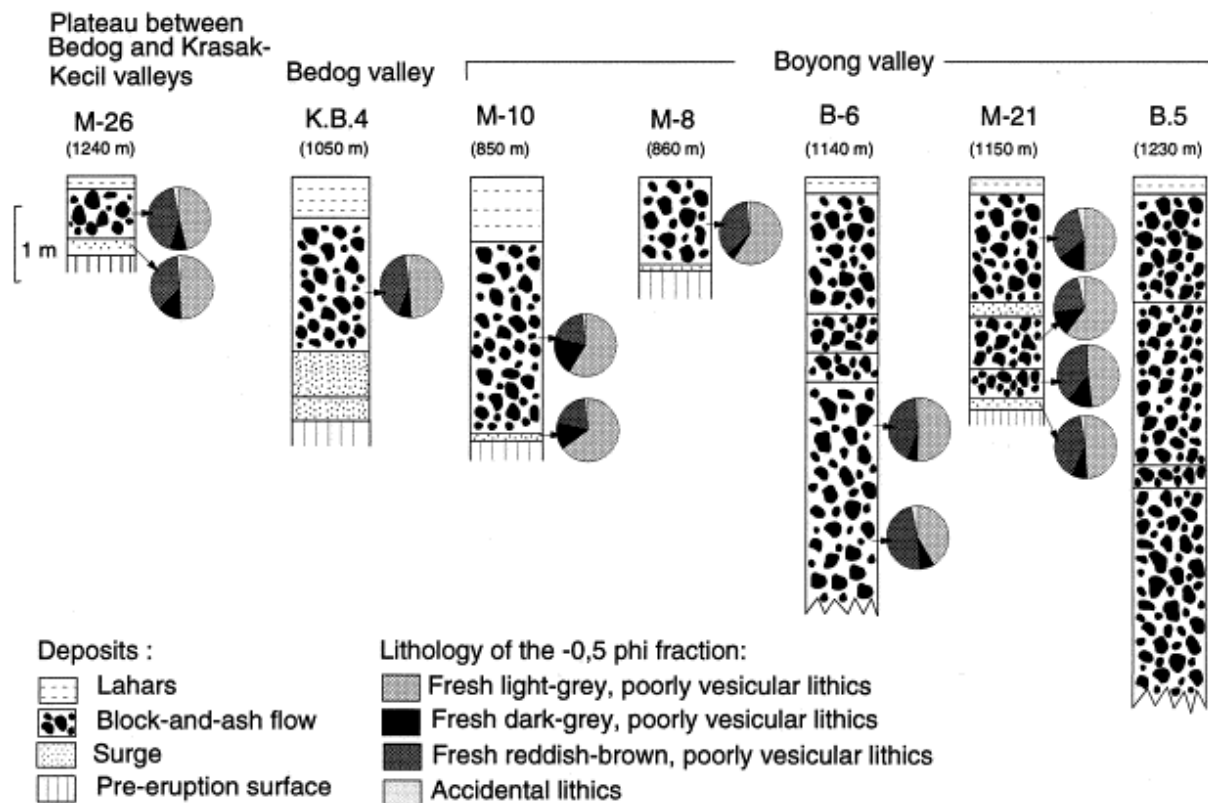 Plateau between
Bedog and Krasak-
Kecil valleys
Bedog valley
Boyong valley
M-26
K.B.4
M-10
M-8
B-6
M-21
B.5
(1240 m)
(1050 m)
(850 m)
(860 m)
(1140 m)
(1150 m)
(1230 m)
1 m
Deposits :
Lahars
Block-and-ash flow
Surge
Pre-eruption surface
Lithology of the -0,5 phi fraction:
Fresh light-grey, poorly vesicular lithics
Fresh dark-grey, poorly vesicular lithics
Fresh reddish-brown, poorly vesicular lithics
Accidental lithics